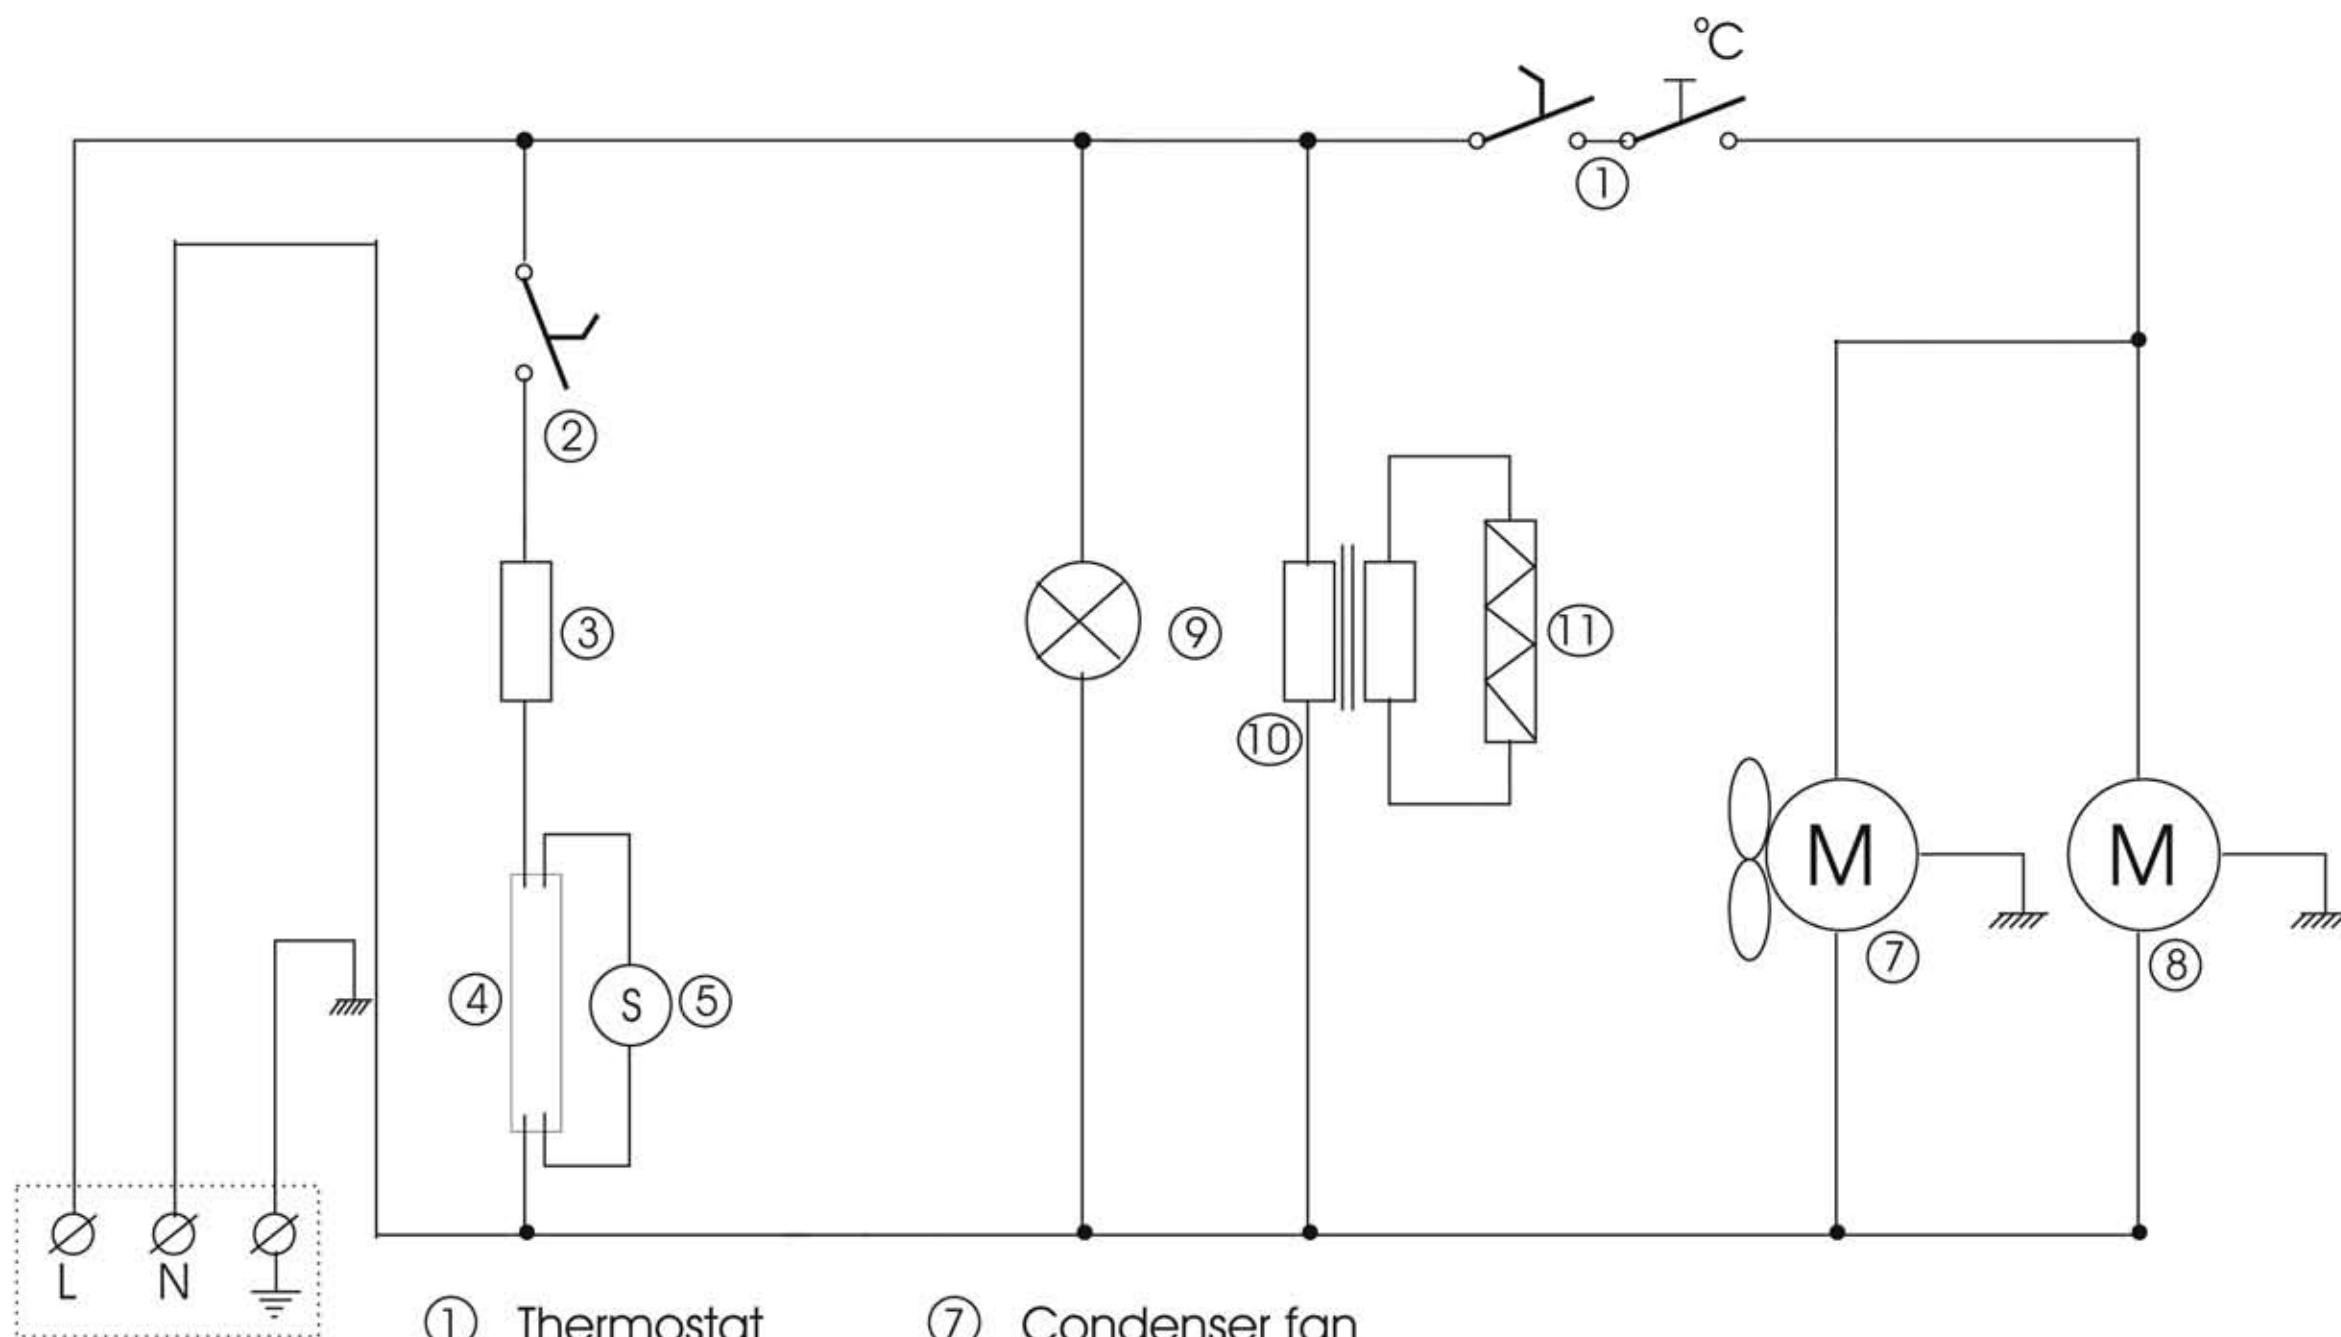 °C
①
②
③
⑨
⑪
⑩
M
M
⑦
⑧
④
S
⑤
L
N
① Thermostat ⑦ Condenser fan